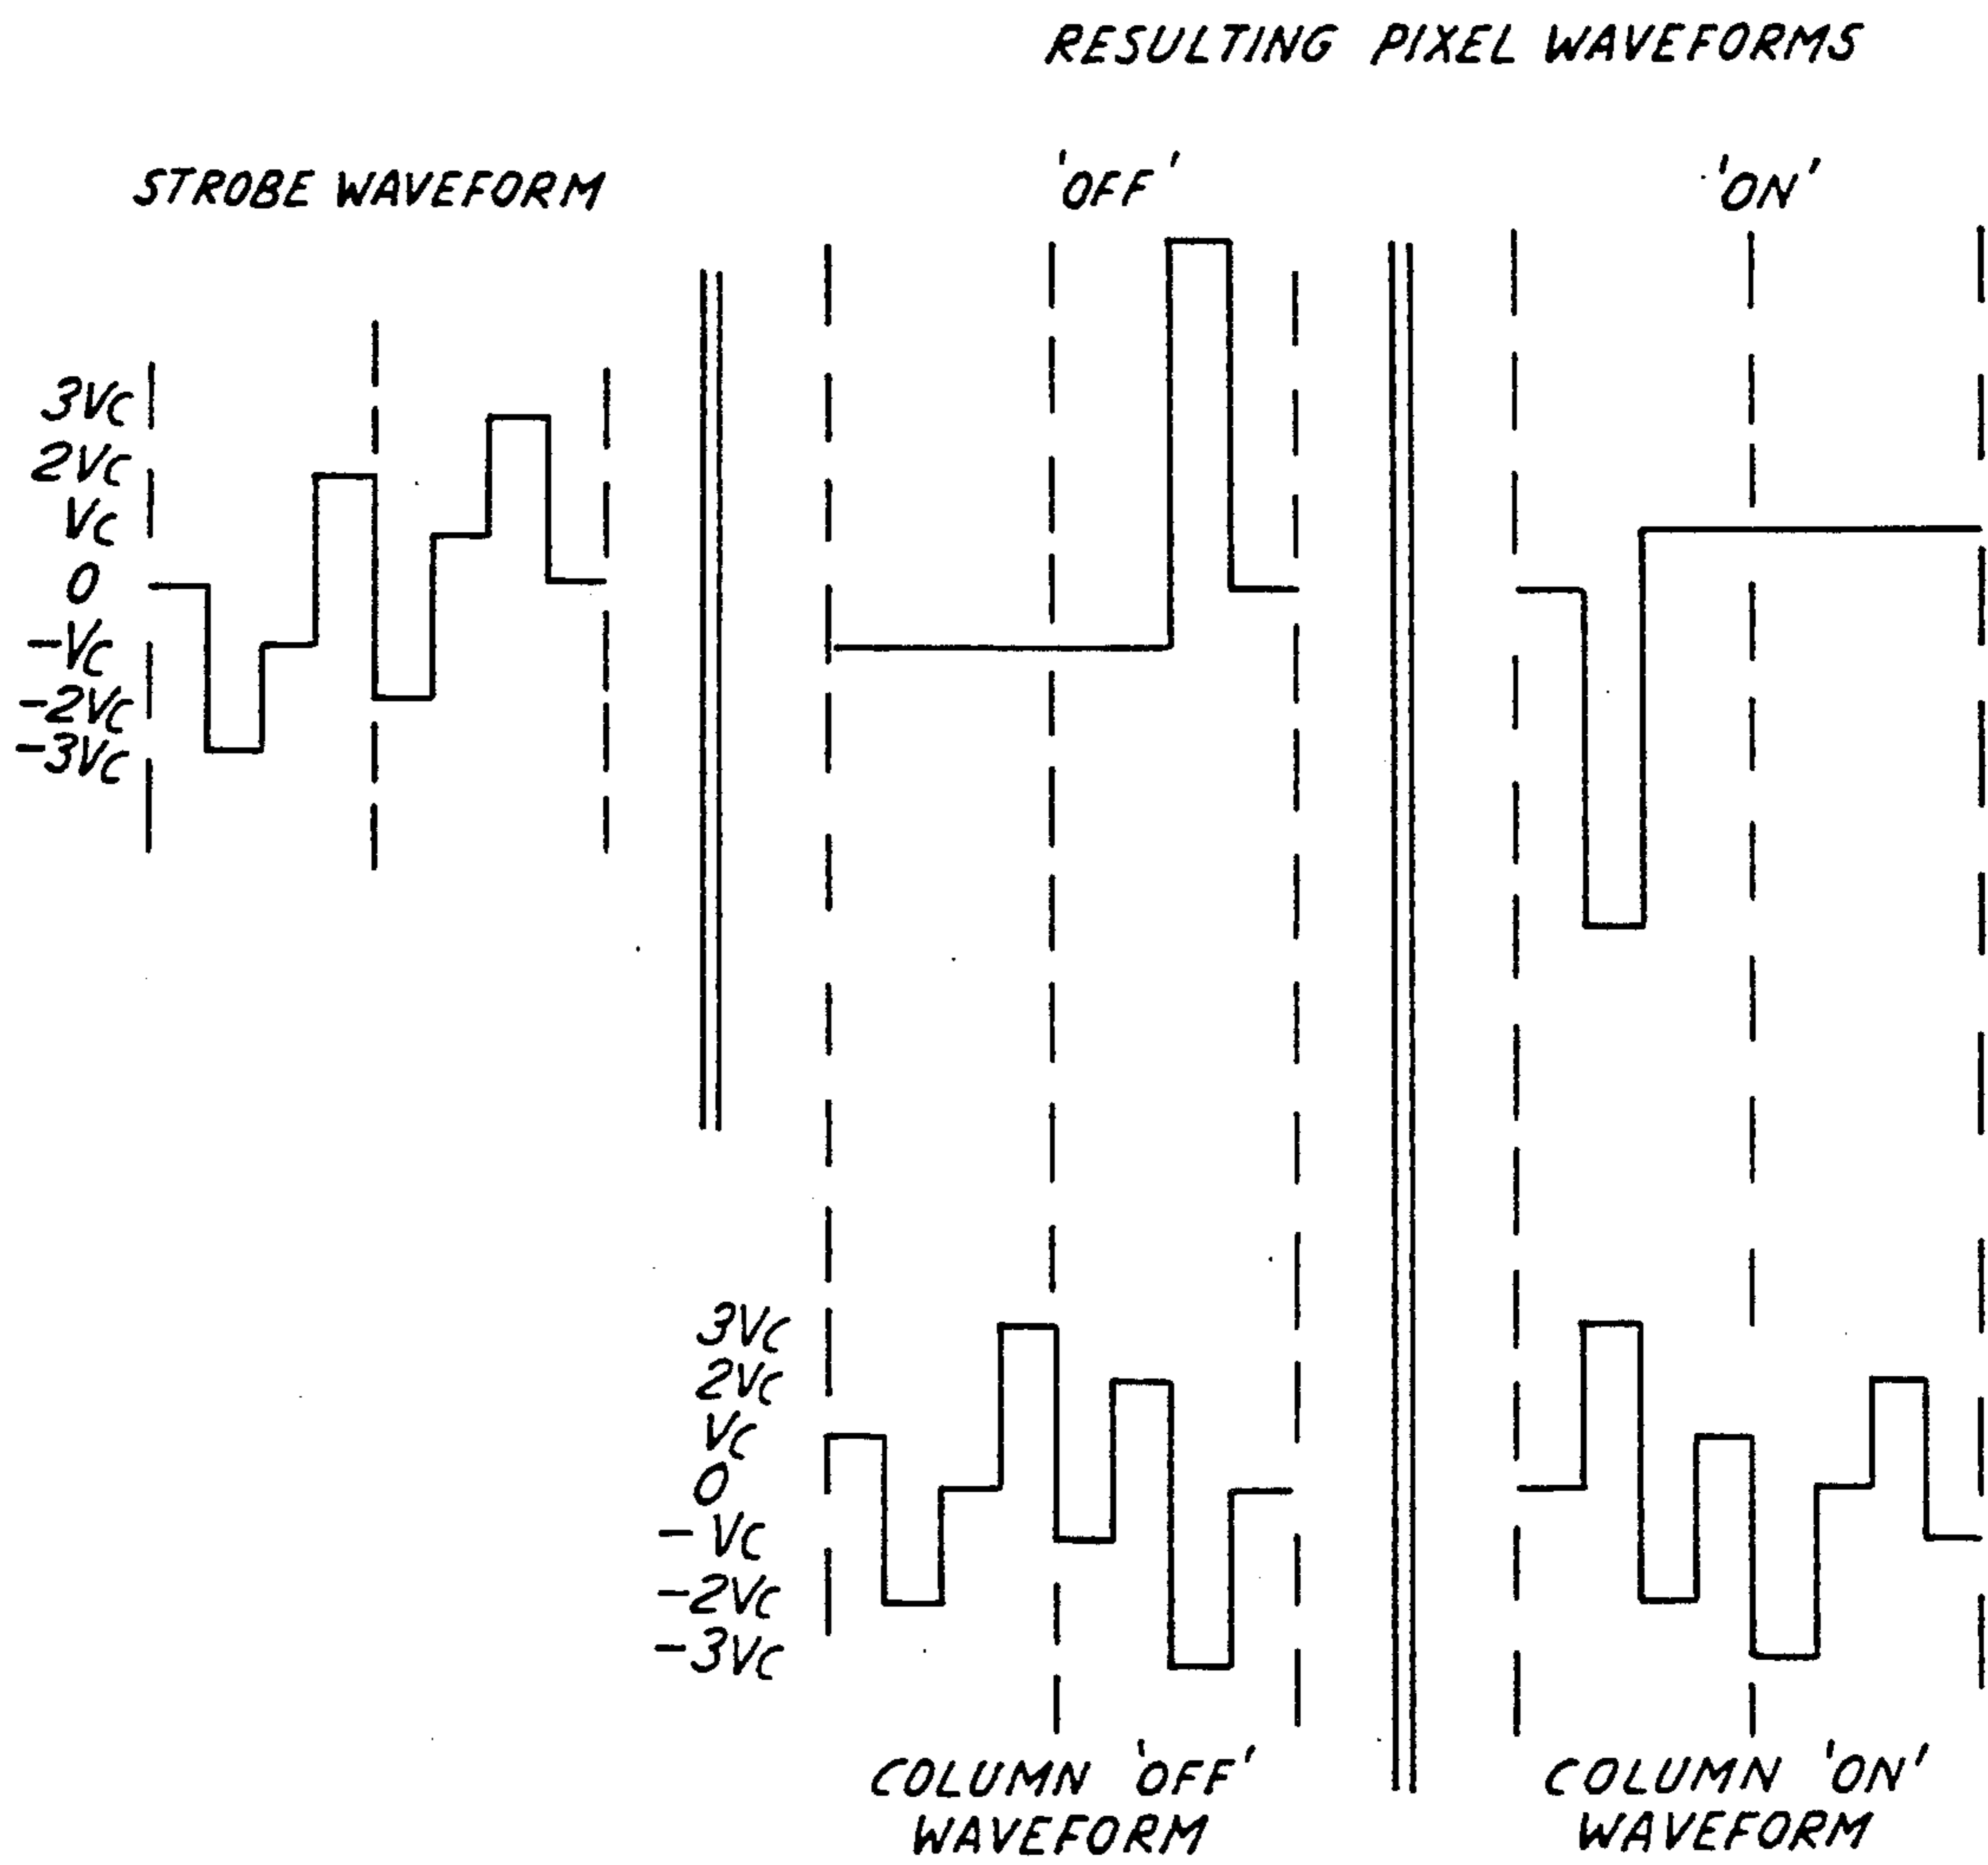 RESULTING PIXEL WAVEFORMS
STROBE WAVEFORM
'OFF'
'ON'
3VC
2VC
VC
0
-VC
-2VC
-3VC
3VC
2VC
VC
0
-VC
-2VC
-3VC
COLUMN 'OFF'
WAVEFORM
COLUMN 'ON'
WAVEFORM